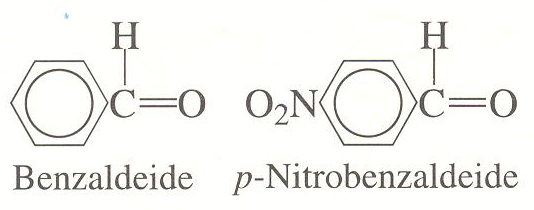 H H
C=O O₂N C=O
Benzaldeide p-Nitrobenzaldeide